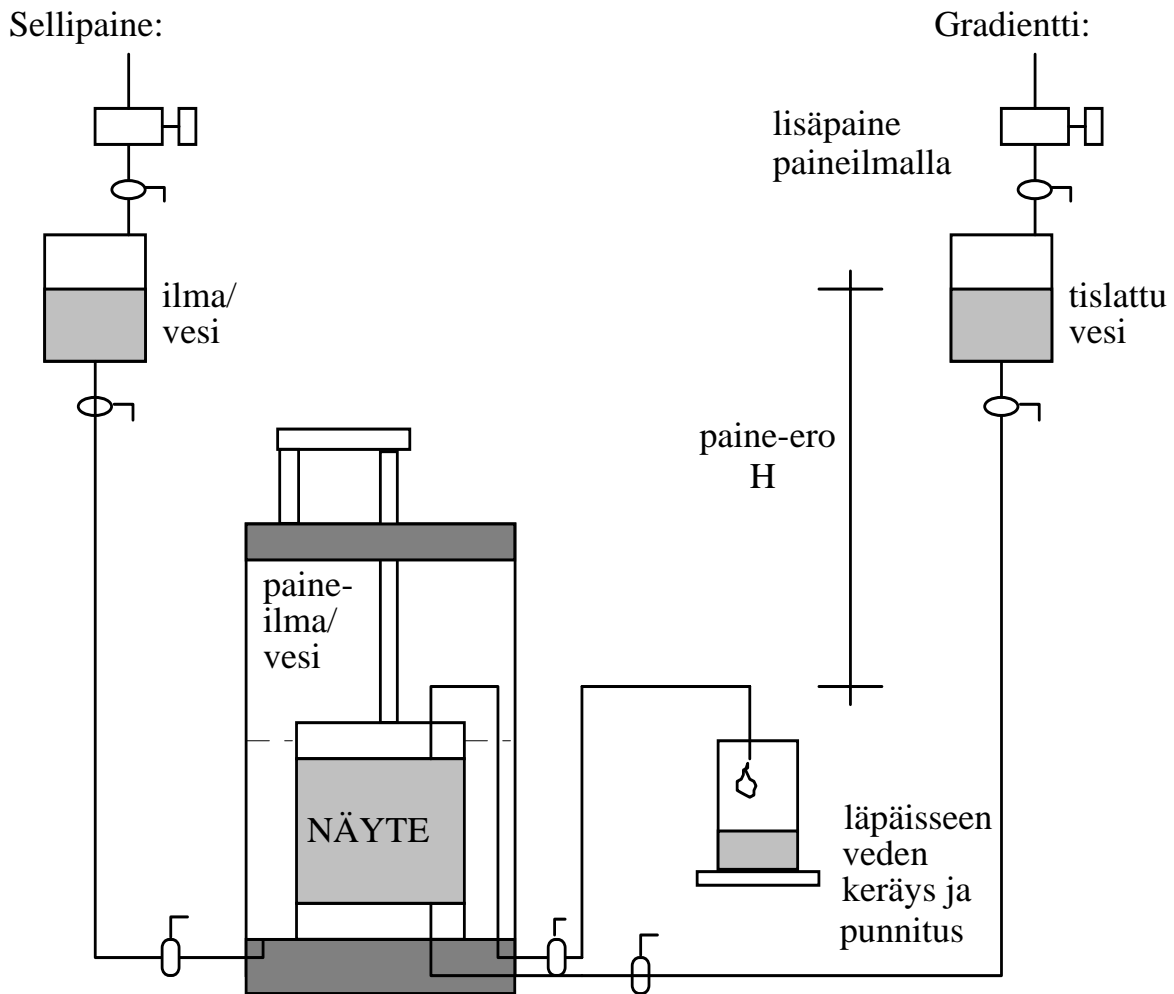 Sellipaine:
Gradientti:
lisäpaine
paineilmalla
ilma/
vesi
tislattu
vesi
paine-ero
H
paine-
ilma/
vesi
NÄYTE
läpäisseen
veden
keräys ja
punnitus